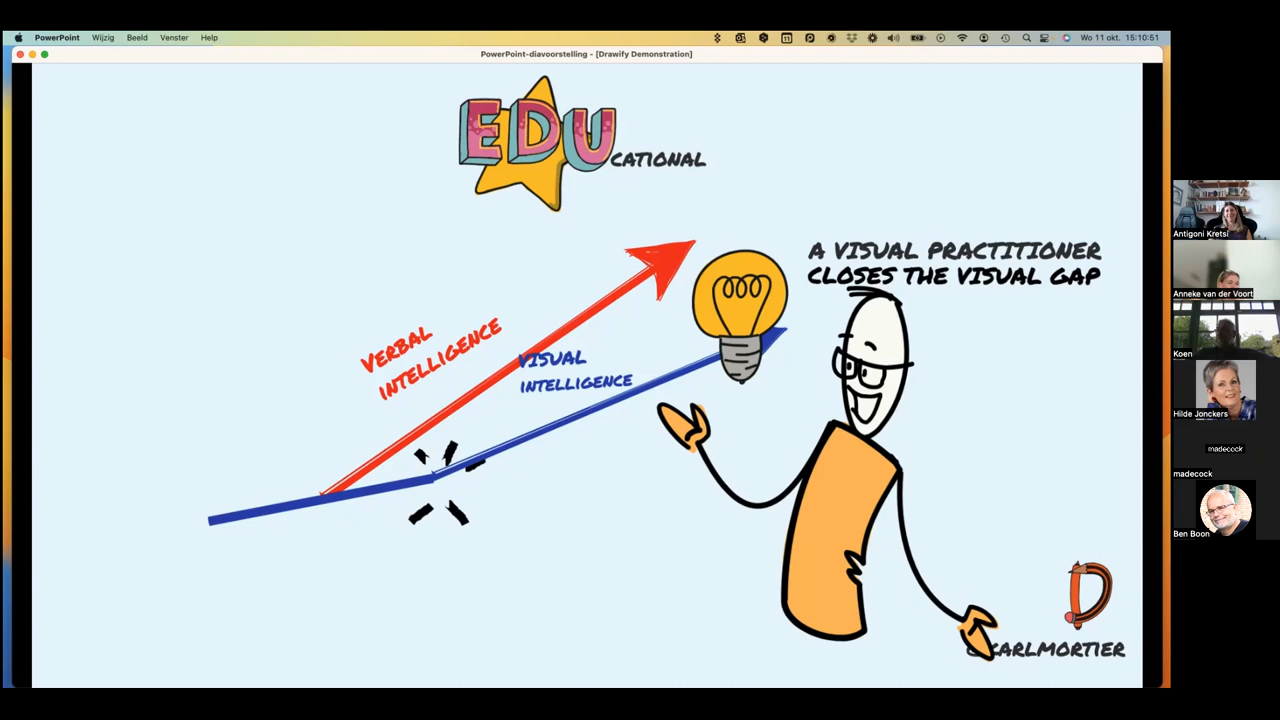 PowerPoint Wijzig Beeld Venster Help
11
Wo 11 okt. 15:10:51
PowerPoint-diavoorstelling - [Drawify Demonstration]
EDU
CATIONAL
A VISUAL PRACTITIONER
CLOSES THE VISUAL GAP
VERBAL
INTELLIGENCE
VISUAL
INTELLIGENCE
D
KARLMORTIER
Antigoni Kretsi
Anneke van der Voort
Koen
Hilde Jonckers
madecock
madecock
Ben Boon